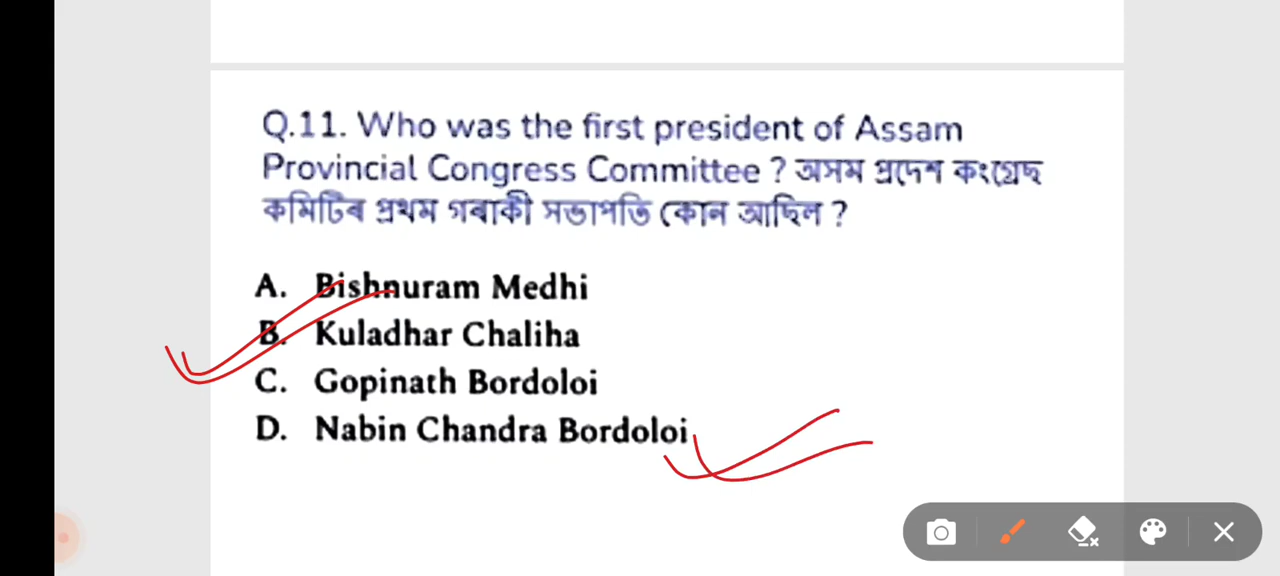 Q.11. Who was the first president of Assam
Provincial Congress Committee ? অসম প্ৰদেশ কংগ্ৰেছ
কমিটিৰ প্ৰথম গৰাকী সভাপতি কোন আছিল ?
A. Bishnuram Medhi
B. Kuladhar Chaliha
C. Gopinath Bordoloi
D. Nabin Chandra Bordoloi